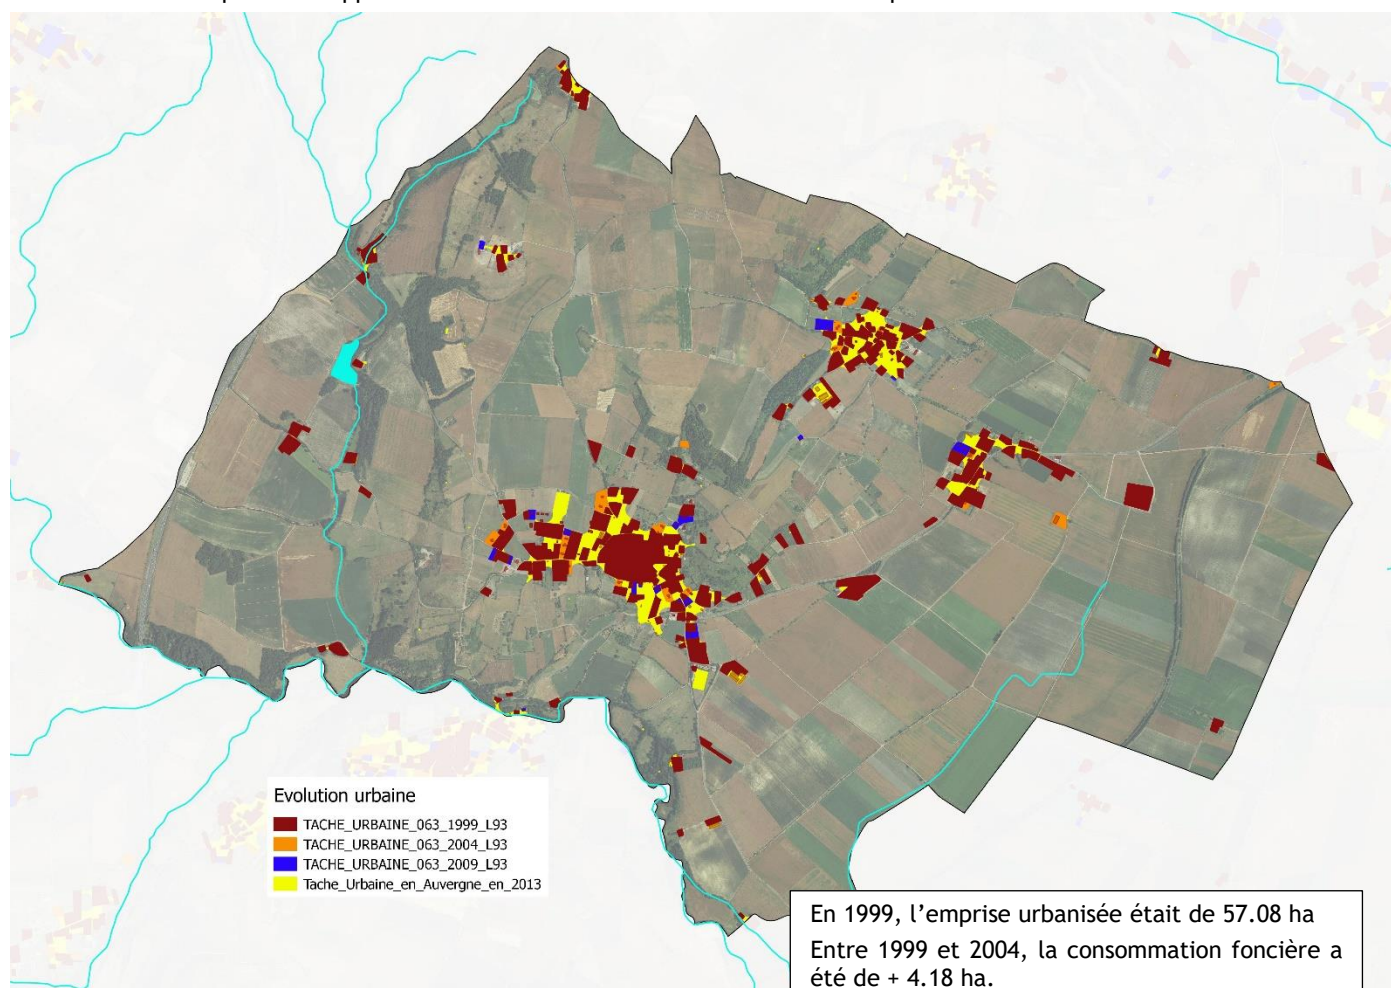 Evolution urbaine
TACHE_URBAINE_063_1999_L93
TACHE_URBAINE_063_2004_L93
TACHE_URBAINE_063_2009_L93
Tache_Urbaine_en_Auvergne_en_2013
En 1999, l’emprise urbanisée était de 57.08 ha
Entre 1999 et 2004, la consommation foncière a
été de + 4.18 ha.